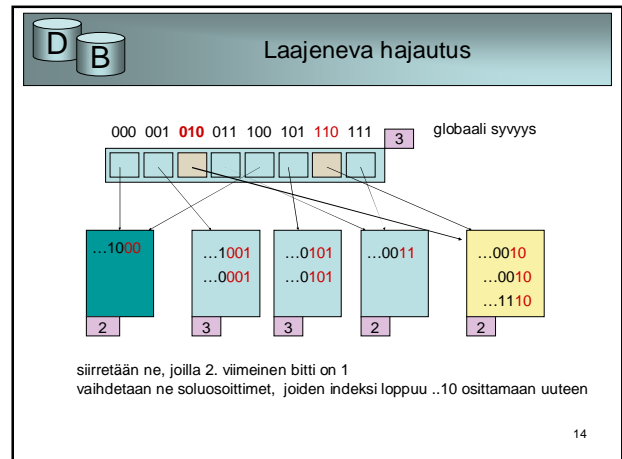 D B
Laajeneva hajautus
000 001 010 011 100 101 110 111
3
globaali syvyys
...1000
...1001
...0001
...0101
...0101
...0011
...0010
...0010
...1110
2
3
3
2
2
siirretään ne, joilla 2. viimeinen bitti on 1
vaihdetaan ne soluosoittimet, joiden indeksi loppuu ..10 osittamaan uuteen
14